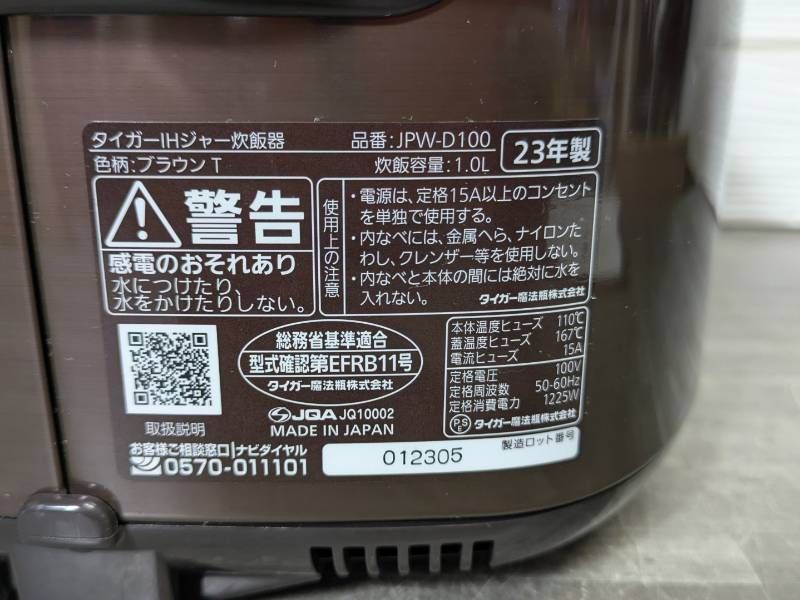 タイガーIHジャー炊飯器 品番:JPW-D100 23年製
色柄:ブラウン T 炊飯容量:1.0L
警告
感電のおそれあり
水につけたり、
水をかけたりしない。
使用上の注意
・電源は、定格15A以上のコンセント
を単独で使用する。
・内なべには、金属へら、ナイロンた
わし、クレンザー等を使用しない。
・内なべと本体の間には絶対に水を
入れない。 タイガー魔法瓶株式会社
取扱説明
総務省基準適合
型式確認第EFRB11号
タイガー魔法瓶株式会社
JQA JQ10002
MADE IN JAPAN
本体温度ヒューズ 110℃
蓋温度ヒューズ 167℃
電流ヒューズ 15A
定格電圧 100V
定格周波数 50-60Hz
定格消費電力 1225W
PSE タイガー魔法瓶株式会社
お客様ご相談窓口|ナビダイヤル
0570-011101
製造ロット番号
012305